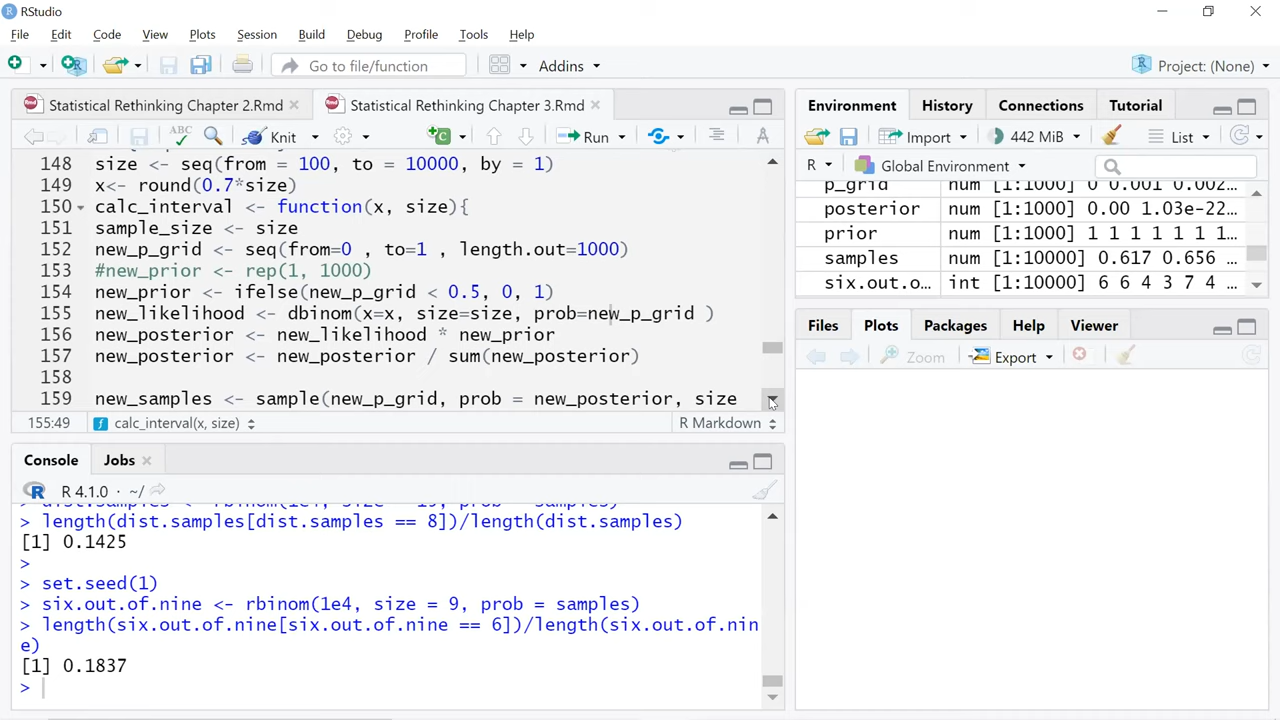 RStudio
File Edit Code View Plots Session Build Debug Profile Tools Help
Go to file/function Addins Project: (None)
Statistical Rethinking Chapter 2.Rmd Statistical Rethinking Chapter 3.Rmd
ABC Knit Run
148 size <- seq(from = 100, to = 10000, by = 1)
149 x<- round(0.7*size)
150 calc_interval <- function(x, size){
151 sample_size <- size
152 new_p_grid <- seq(from=0 , to=1 , length.out=1000)
153 #new_prior <- rep(1, 1000)
154 new_prior <- ifelse(new_p_grid < 0.5, 0, 1)
155 new_likelihood <- dbinom(x=x, size=size, prob=new_p_grid )
156 new_posterior <- new_likelihood * new_prior
157 new_posterior <- new_posterior / sum(new_posterior)
158
159 new_samples <- sample(new_p_grid, prob = new_posterior, size
155:49 calc_interval(x, size) R Markdown
Console Jobs
R 4.1.0 · ~/
> length(dist.samples[dist.samples == 8])/length(dist.samples)
[1] 0.1425
>
> set.seed(1)
> six.out.of.nine <- rbinom(1e4, size = 9, prob = samples)
> length(six.out.of.nine[six.out.of.nine == 6])/length(six.out.of.nin
e)
[1] 0.1837
>
Environment History Connections Tutorial
Import 442 MiB List
R Global Environment
p_grid num [1:1000] 0 0.001 0.002…
posterior num [1:1000] 0.00 1.03e-22…
prior num [1:1000] 1 1 1 1 1 1 1…
samples num [1:10000] 0.617 0.656 …
six.out.o… int [1:10000] 6 6 4 3 7 4 …
Files Plots Packages Help Viewer
Zoom Export